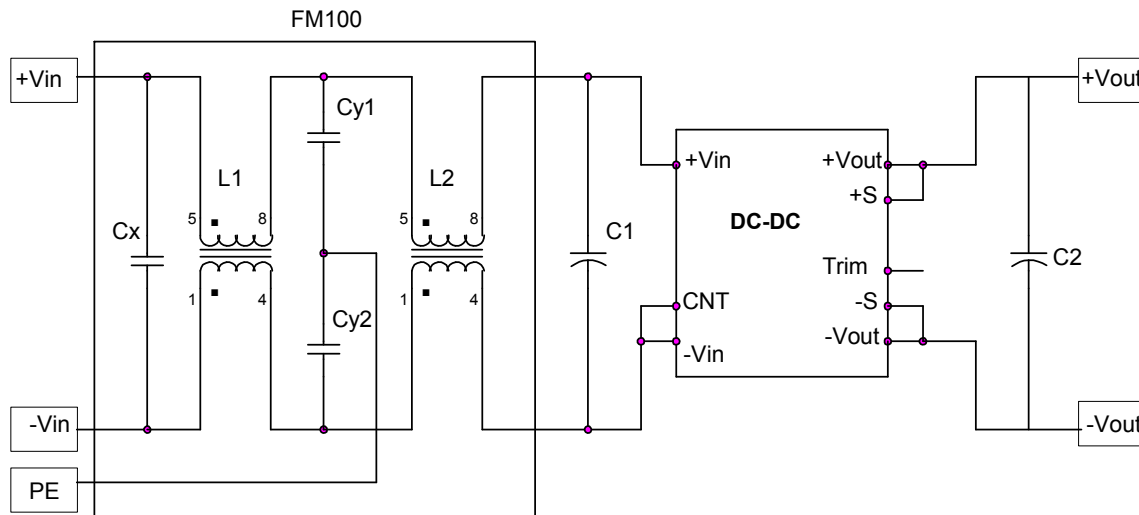 FM100
+Vin
Cx
-Vin
PE
L1
5
8
1
4
Cy1
Cy2
L2
5
8
1
4
C1
+Vin
CNT
-Vin
DC-DC
+Vout
+S
Trim
-S
-Vout
C2
+Vout
-Vout